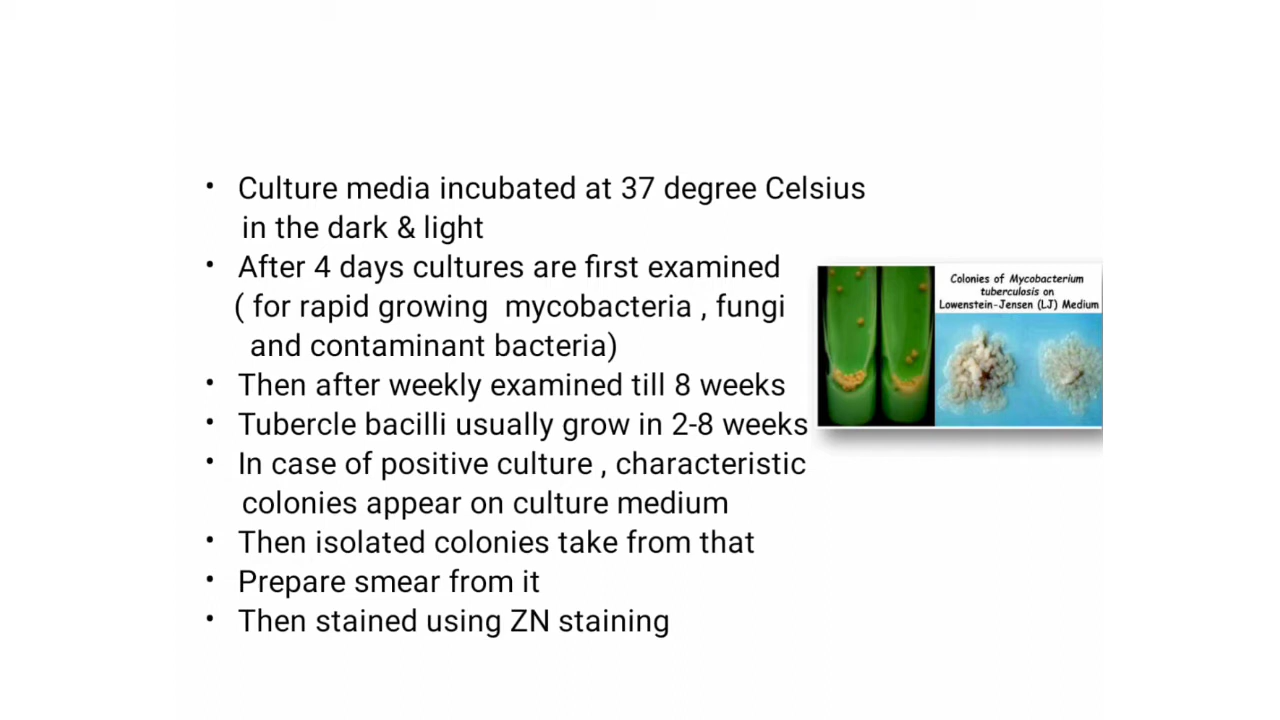 • Culture media incubated at 37 degree Celsius
in the dark & light
• After 4 days cultures are first examined
( for rapid growing mycobacteria , fungi
and contaminant bacteria)
• Then after weekly examined till 8 weeks
• Tubercle bacilli usually grow in 2-8 weeks
• In case of positive culture , characteristic
colonies appear on culture medium
• Then isolated colonies take from that
• Prepare smear from it
• Then stained using ZN staining
Colonies of Mycobacterium
tuberculosis on
Lowenstein-Jensen (LJ) Medium